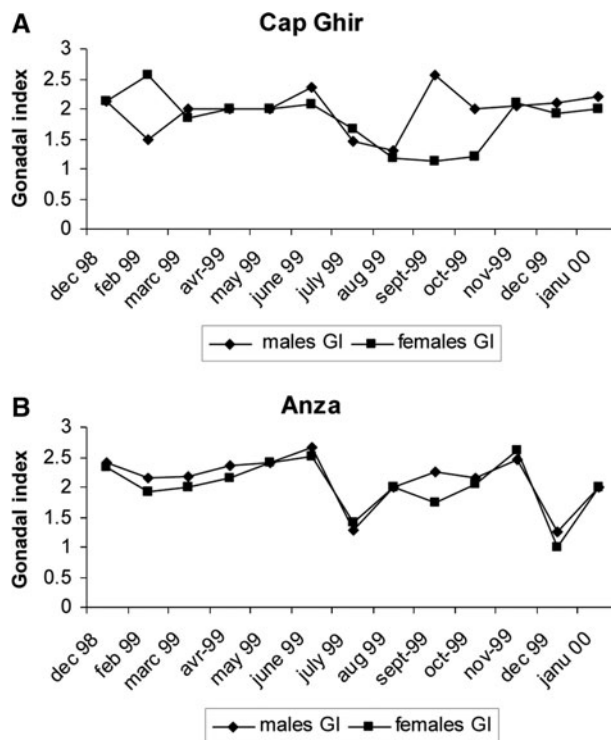 A
Cap Ghir
Gonadal index
3
2.5
2
1.5
1
0.5
0
dec 98
feb 99
marc 99
avr-99
may 99
june 99
july 99
aug 99
sept-99
oct-99
nov-99
dec 99
janu 00
males GI
females GI
B
Anza
Gonadal index
3
2.5
2
1.5
1
0.5
0
dec 98
feb 99
marc 99
avr-99
may 99
june 99
july 99
aug 99
sept-99
oct-99
nov-99
dec 99
janu 00
males GI
females GI